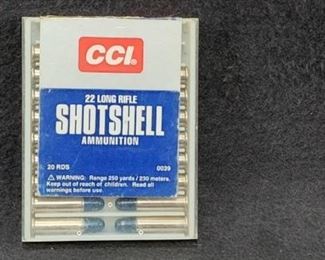 CCI®
22 LONG RIFLE
SHOTSHELL
AMMUNITION
20 RDS 0039
⚠ WARNING: Range 250 yards / 230 meters.
Keep out of reach of children. Read all
warnings before use.